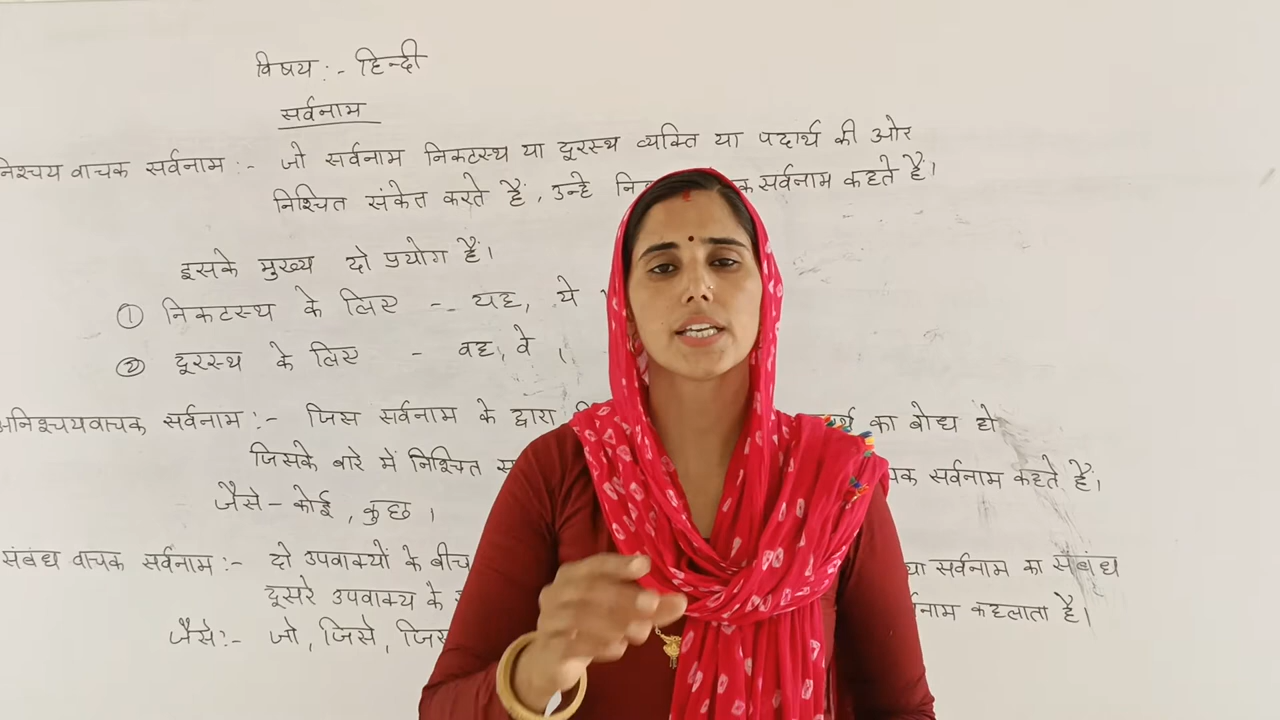 विषय :- हिन्दी
सर्वनाम
निश्चय वाचक सर्वनाम :- जो सर्वनाम निकटस्थ या दूरस्थ व्यक्ति या पदार्थ की ओर
निश्चित संकेत करते हैं, उन्हे सर्वनाम कहते हैं।
इसके मुख्य दो प्रयोग हैं।
① निकटस्थ के लिए - यह, ये
② दूरस्थ के लिए - वह, वे ।
अनिश्चयवाचक सर्वनाम :- जिस सर्वनाम के द्वारा का बोध हो
जिसके बारे में निश्चित सर्वनाम कहते हैं।
जैसे - कोई, कुछ ।
संबंध वाचक सर्वनाम :- दो उपवाक्यों के बीच या सर्वनाम का संबंध
दूसरे उपवाक्य के कहलाता है।
जैसे :- जो, जिसे,